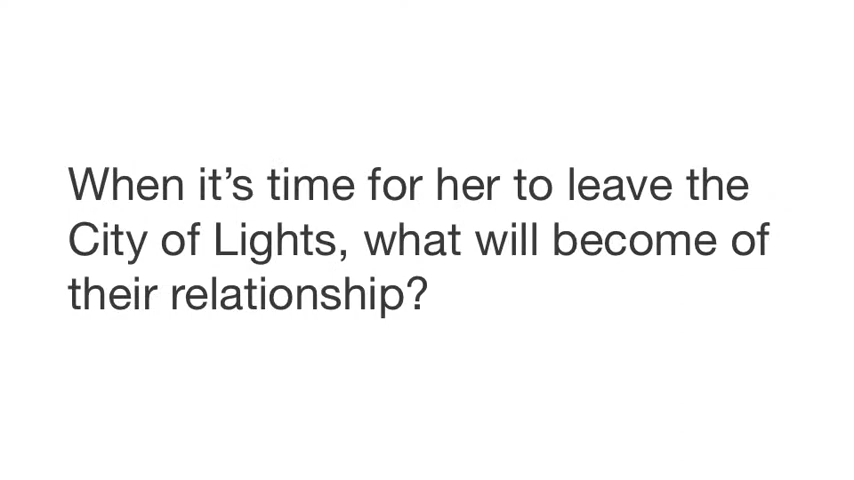 When it’s time for her to leave the
City of Lights, what will become of
their relationship?